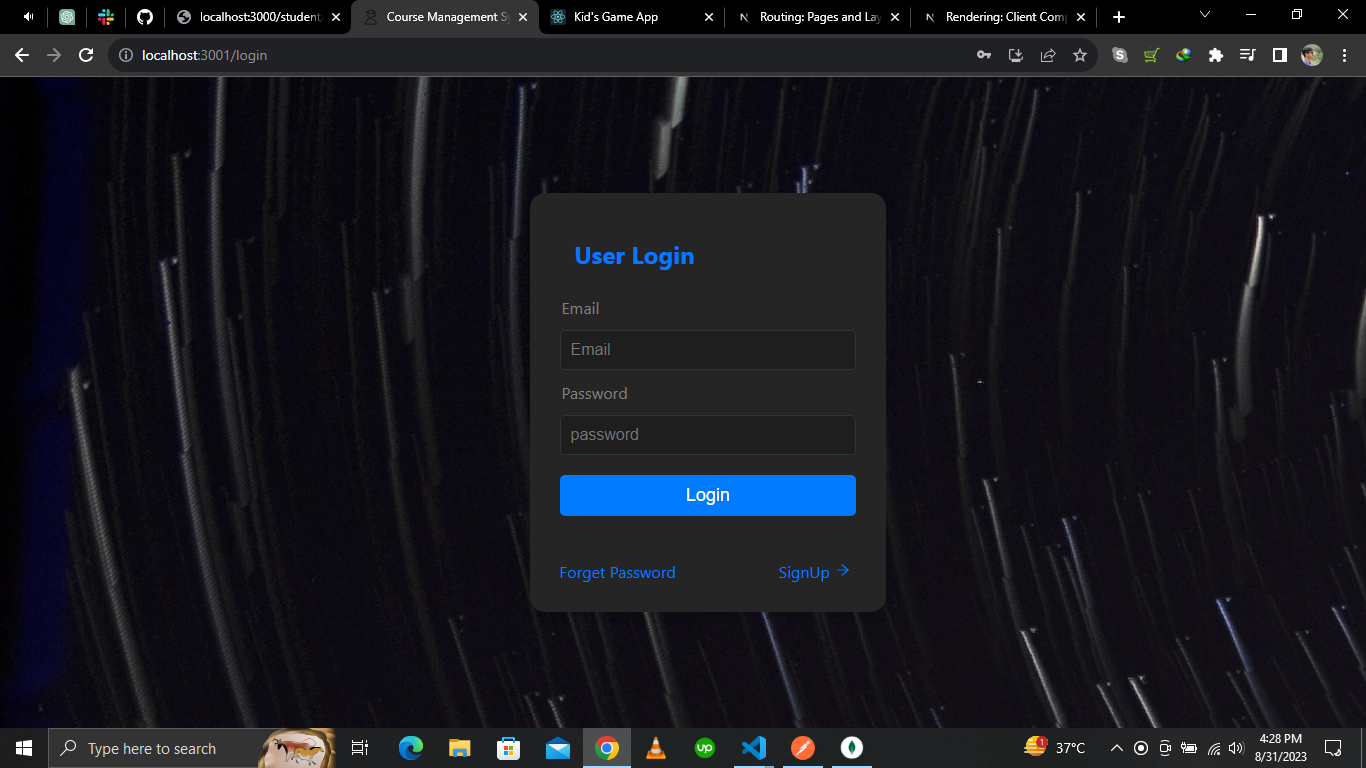 localhost:3000/student
Course Management Sy
Kid's Game App
Routing: Pages and Lay
Rendering: Client Comp
localhost:3001/login
User Login
Email
Email
Password
password
Login
Forget Password
SignUp
Type here to search
up
1
37°C
4:28 PM
8/31/2023